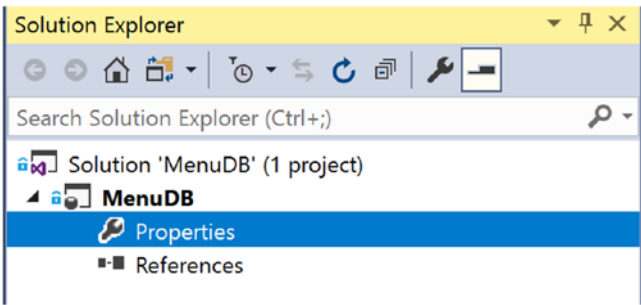 Solution Explorer
Search Solution Explorer (Ctrl+;)
Solution 'MenuDB' (1 project)
MenuDB
Properties
References